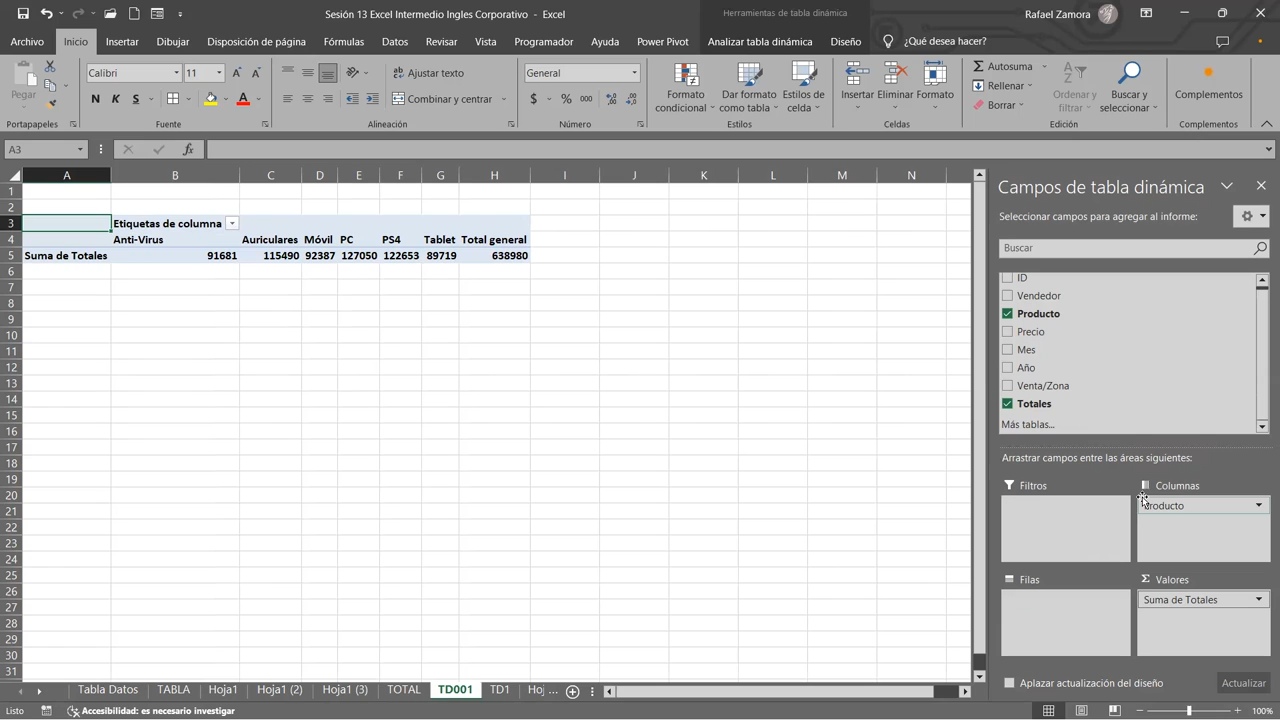 Sesión 13 Excel Intermedio Ingles Corporativo - Excel
Herramientas de tabla dinámica
Rafael Zamora
Archivo Inicio Insertar Dibujar Disposición de página Fórmulas Datos Revisar Vista Programador Ayuda Power Pivot Analizar tabla dinámica Diseño ¿Qué desea hacer?
Pegar
Calibri 11
N K S
Ajustar texto
Combinar y centrar
General
$ % 000
Formato condicional
Dar formato como tabla
Estilos de celda
Insertar Eliminar Formato
Autosuma
Rellenar
Borrar
Ordenar y filtrar
Buscar y seleccionar
Complementos
Portapapeles Fuente Alineación Número Estilos Celdas Edición Complementos
A3 fx
A B C D E F G H I J K L M N
1
2
3 Etiquetas de columna
4 Anti-Virus Auriculares Móvil PC PS4 Tablet Total general
5 Suma de Totales 91681 115490 92387 127050 122653 89719 638980
6
7
8
9
10
11
12
13
14
15
16
17
18
19
20
21
22
23
24
25
26
27
28
29
30
31
Campos de tabla dinámica
Seleccionar campos para agregar al informe:
Buscar
ID
Vendedor
Producto
Precio
Mes
Año
Venta/Zona
Totales
Más tablas...
Arrastrar campos entre las áreas siguientes:
Filtros Columnas
Producto
Filas Σ Valores
Suma de Totales
Aplazar actualización del diseño Actualizar
Tabla Datos TABLA Hoja1 Hoja1 (2) Hoja1 (3) TOTAL TD001 TD1 Hoj ...
Listo Accesibilidad: es necesario investigar 100%